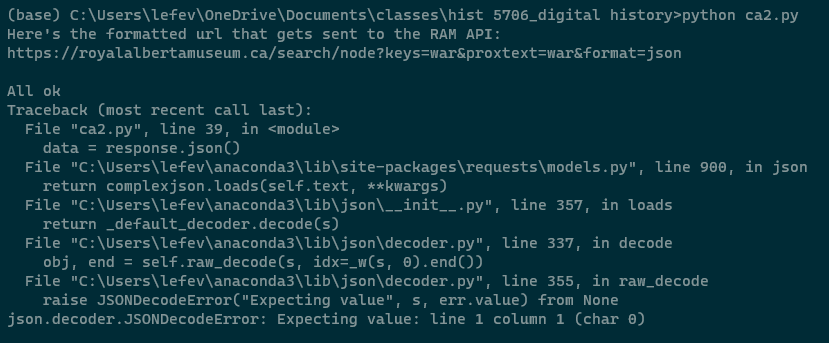 (base) C:\Users\lefev\OneDrive\Documents\classes\hist 5706_digital history>python ca2.py
Here's the formatted url that gets sent to the RAM API:
https://royalalbertamuseum.ca/search/node?keys=war&proxtext=war&format=json

All ok
Traceback (most recent call last):
  File "ca2.py", line 39, in <module>
    data = response.json()
  File "C:\Users\lefev\anaconda3\lib\site-packages\requests\models.py", line 900, in json
    return complexjson.loads(self.text, **kwargs)
  File "C:\Users\lefev\anaconda3\lib\json\__init__.py", line 357, in loads
    return _default_decoder.decode(s)
  File "C:\Users\lefev\anaconda3\lib\json\decoder.py", line 337, in decode
    obj, end = self.raw_decode(s, idx=_w(s, 0).end())
  File "C:\Users\lefev\anaconda3\lib\json\decoder.py", line 355, in raw_decode
    raise JSONDecodeError("Expecting value", s, err.value) from None
json.decoder.JSONDecodeError: Expecting value: line 1 column 1 (char 0)